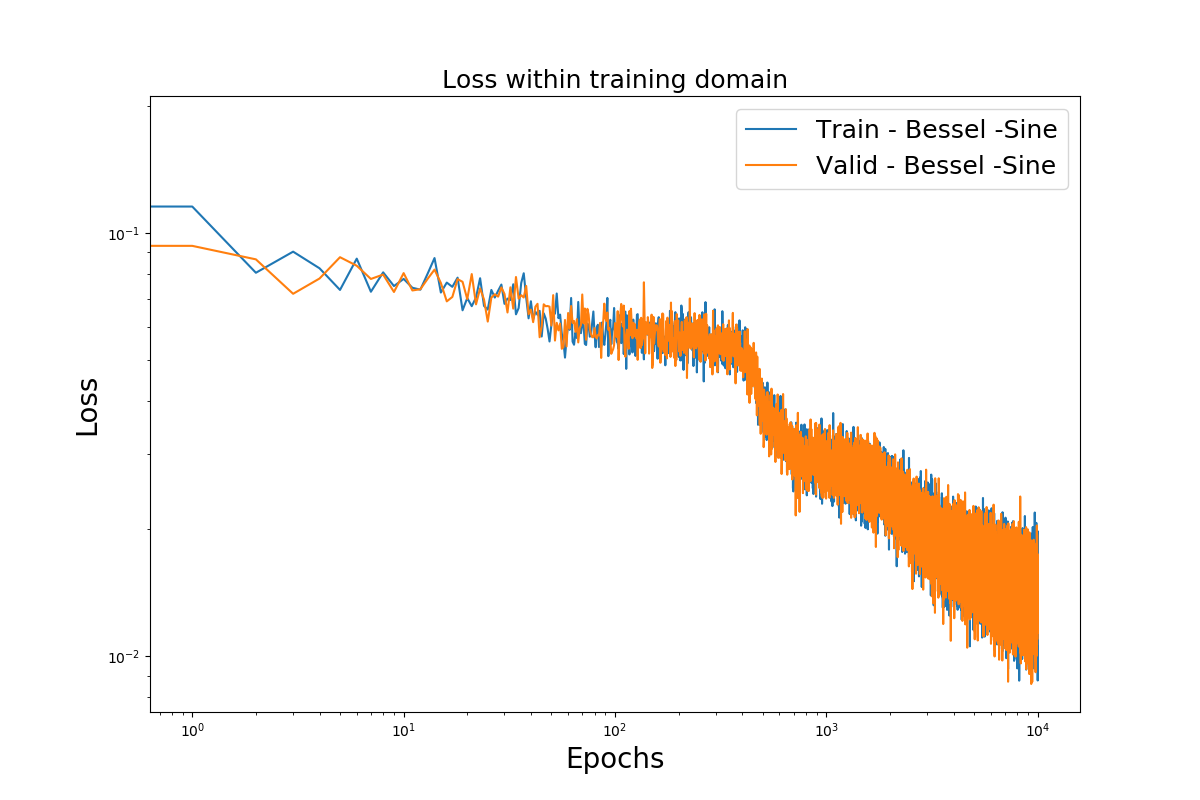 Loss within training domain
Train - Bessel -Sine
Valid - Bessel -Sine
10⁻¹
10⁻²
Loss
10⁰ 10¹ 10² 10³ 10⁴
Epochs